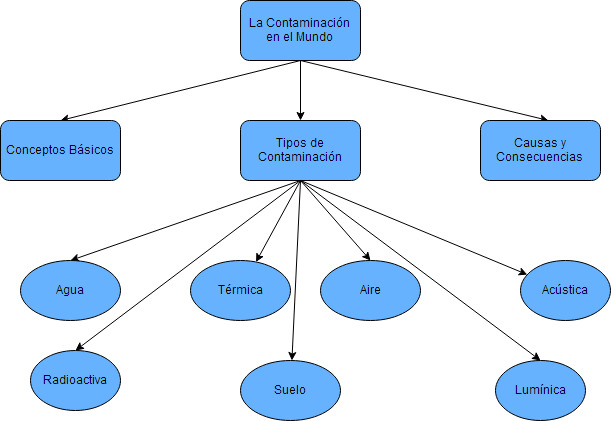 La Contaminación
en el Mundo
Conceptos Básicos
Tipos de
Contaminación
Causas y
Consecuencias
Agua
Térmica
Aire
Acústica
Radioactiva
Suelo
Lumínica